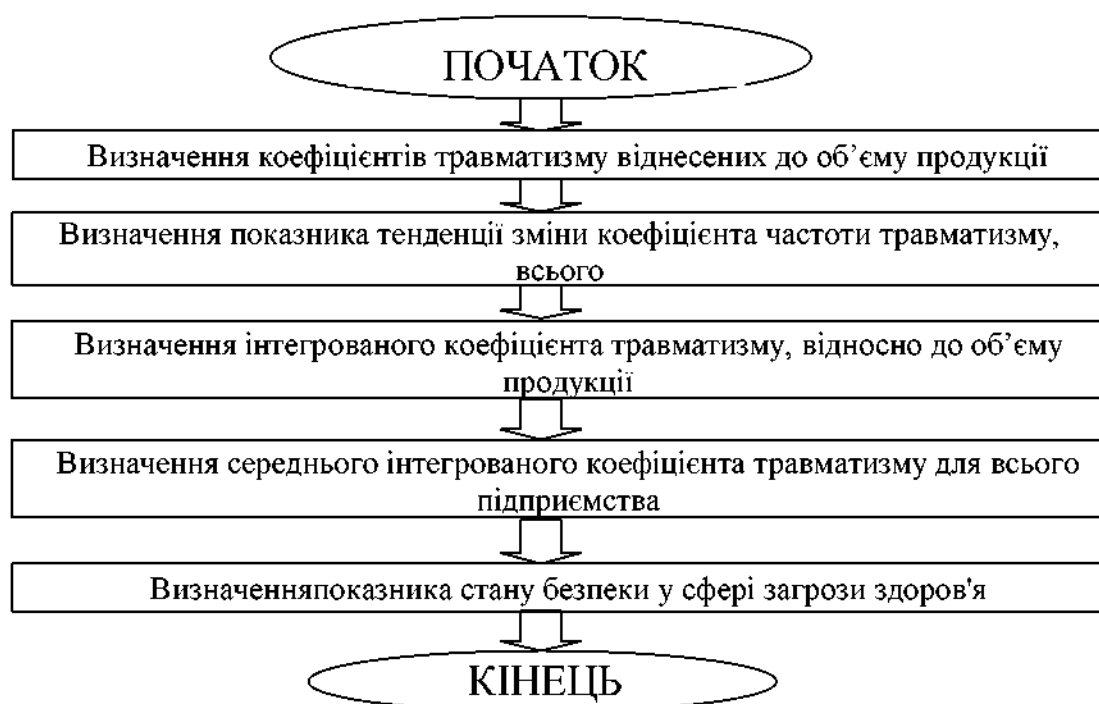 ПОЧАТОК
Визначення коефіцієнтів травматизму віднесених до об’єму продукції
Визначення показника тенденції зміни коефіцієнта частоти травматизму,
всього
Визначення інтегрованого коефіцієнта травматизму, відносно до об’єму
продукції
Визначення середнього інтегрованого коефіцієнта травматизму для всього
підприємства
Визначенняпоказника стану безпеки у сфері загрози здоров'я
КІНЕЦЬ